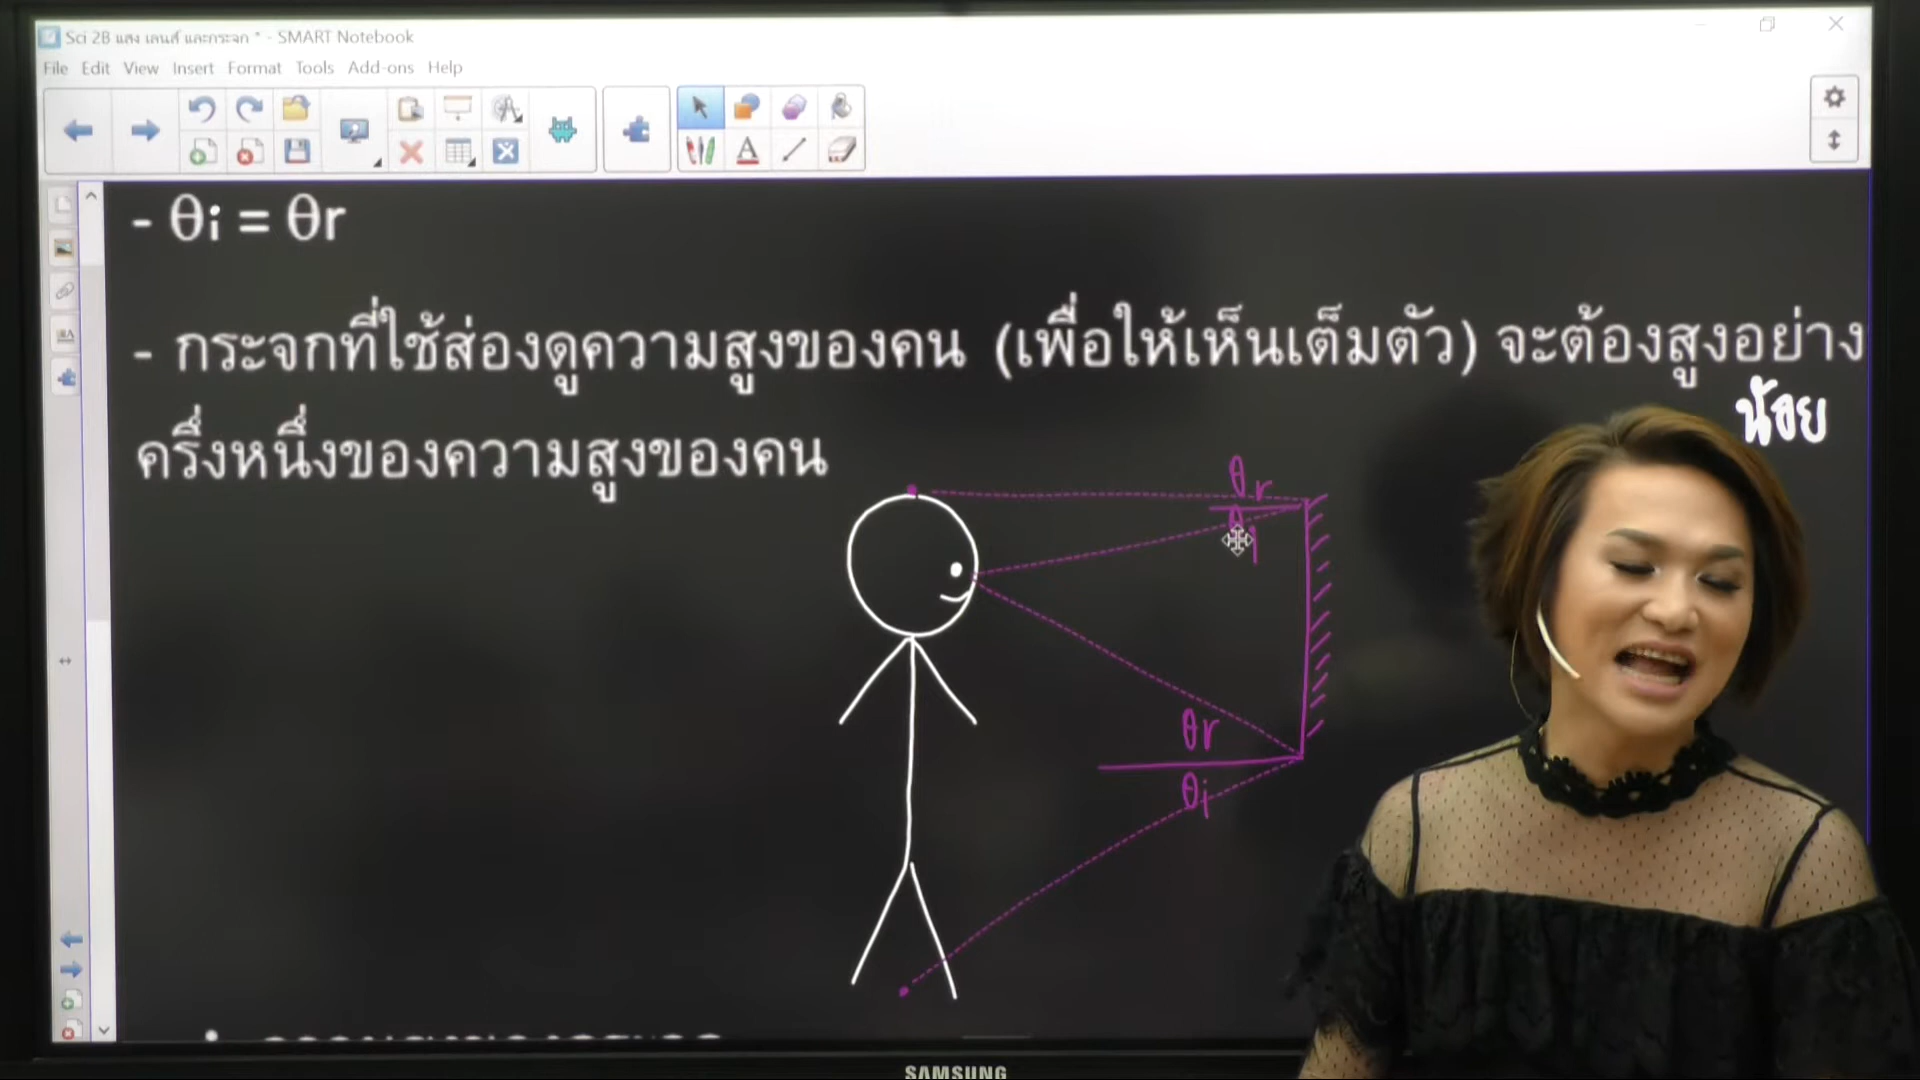 Sci 2B แสง เลนส์ และกระจก * - SMART Notebook
File Edit View Insert Format Tools Add-ons Help
- θi = θr
- กระจกที่ใช้ส่องดูความสูงของคน (เพื่อให้เห็นเต็มตัว) จะต้องสูงอย่าง
น้อย
ครึ่งหนึ่งของความสูงของคน
θr
θi
θr
θi
SAMSUNG